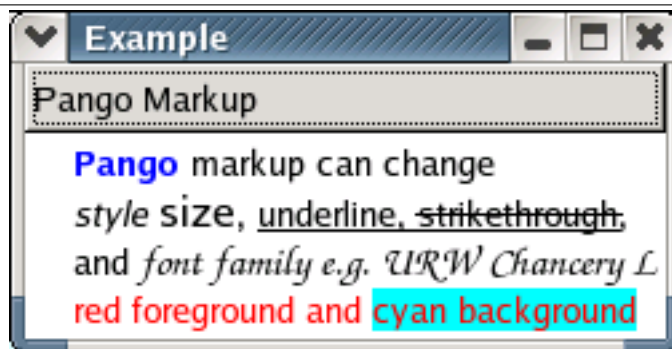 Example
Pango Markup
Pango markup can change
style size, underline, strikethrough,
and font family e.g. URW Chancery L
red foreground and cyan background